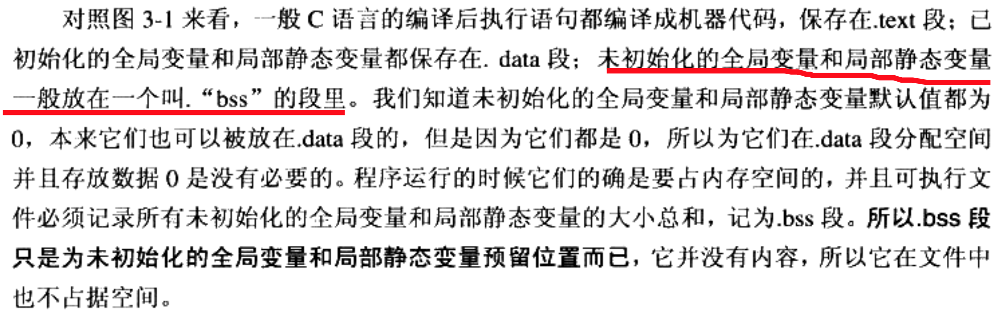 对照图 3-1 来看，一般 C 语言的编译后执行语句都编译成机器代码，保存在.text 段；已
初始化的全局变量和局部静态变量都保存在. data 段；未初始化的全局变量和局部静态变量
一般放在一个叫.“bss”的段里。我们知道未初始化的全局变量和局部静态变量默认值都为
0，本来它们也可以被放在.data 段的，但是因为它们都是 0，所以为它们在.data 段分配空间
并且存放数据 0 是没有必要的。程序运行的时候它们的确是要占内存空间的，并且可执行文
件必须记录所有未初始化的全局变量和局部静态变量的大小总和，记为.bss 段。所以.bss 段
只是为未初始化的全局变量和局部静态变量预留位置而已，它并没有内容，所以它在文件中
也不占据空间。